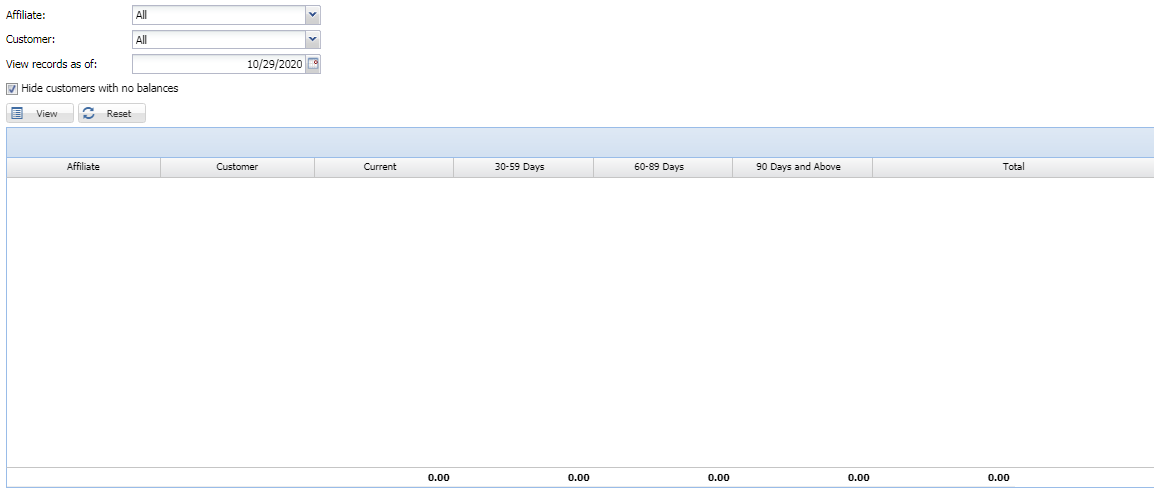 Affiliate: All
Customer: All
View records as of: 10/29/2020
Hide customers with no balances
View Reset
Affiliate Customer Current 30-59 Days 60-89 Days 90 Days and Above Total
0.00 0.00 0.00 0.00 0.00